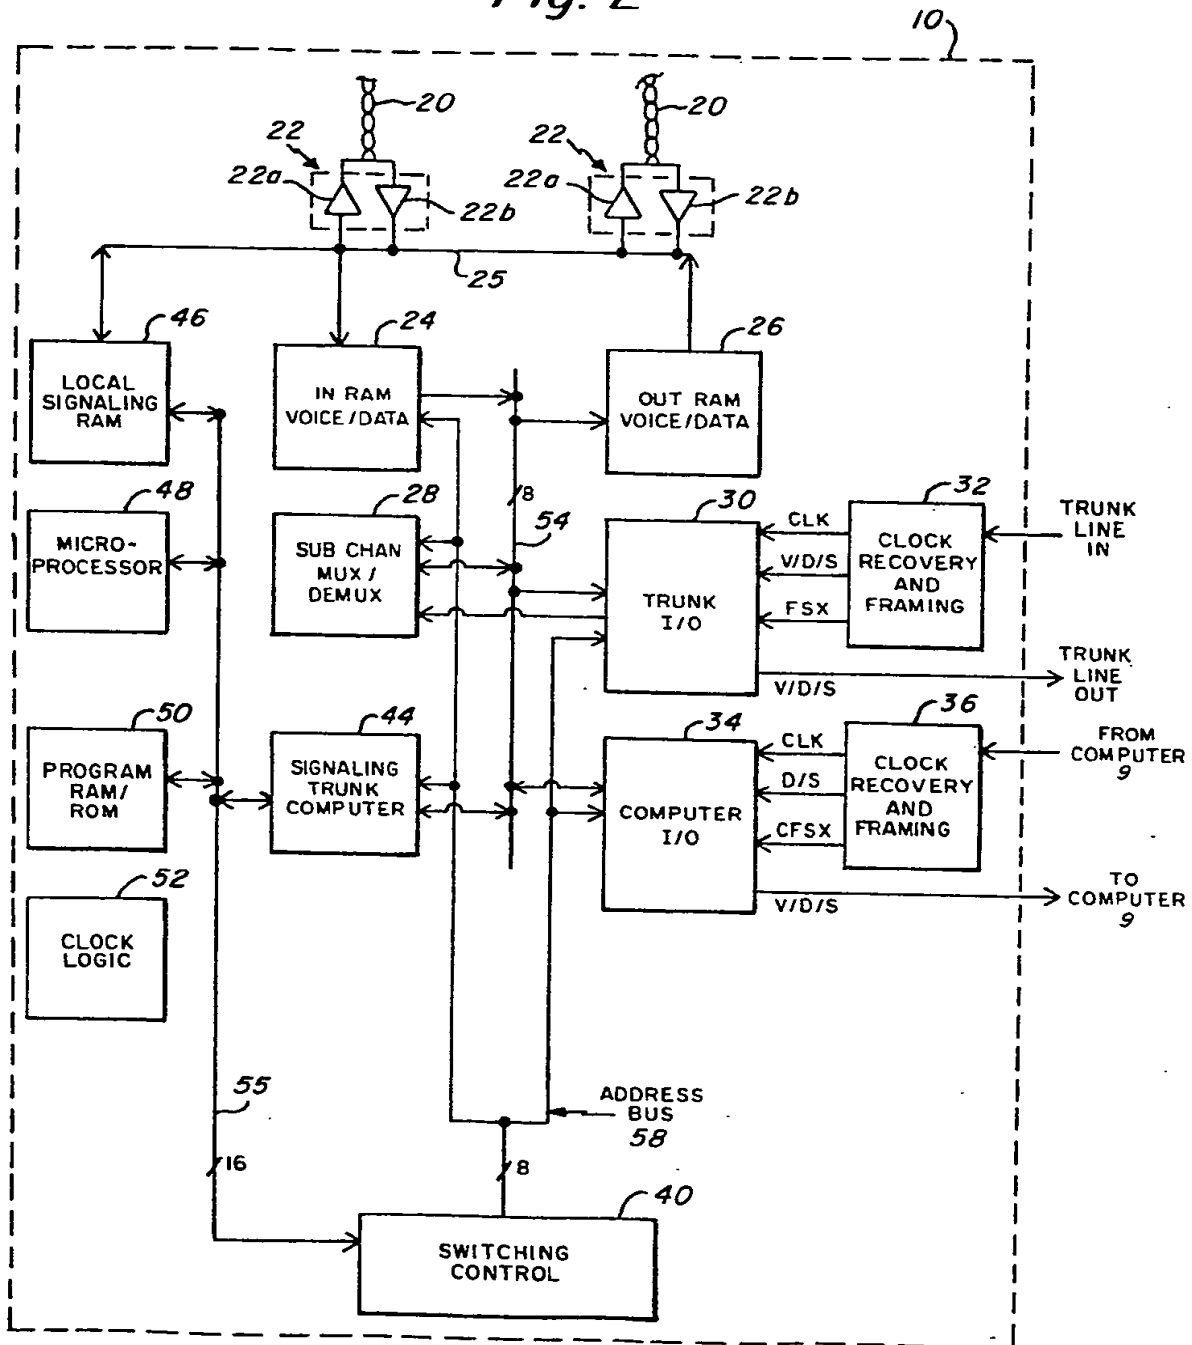 Fig. 2
10
20
20
22
22
22a
22b
22a
22b
25
46
24
26
LOCAL
SIGNALING
RAM
IN RAM
VOICE/DATA
OUT RAM
VOICE/DATA
48
28
8
54
30
32
MICRO-
PROCESSOR
SUB CHAN
MUX/
DEMUX
TRUNK
I/O
CLK
V/D/S
FSX
V/D/S
CLOCK
RECOVERY
AND
FRAMING
TRUNK
LINE
IN
TRUNK
LINE
OUT
50
44
34
36
PROGRAM
RAM/
ROM
SIGNALING
TRUNK
COMPUTER
COMPUTER
I/O
CLK
D/S
CFSX
V/D/S
CLOCK
RECOVERY
AND
FRAMING
FROM
COMPUTER
9
TO
COMPUTER
9
52
CLOCK
LOGIC
55
16
ADDRESS
BUS
58
8
40
SWITCHING
CONTROL